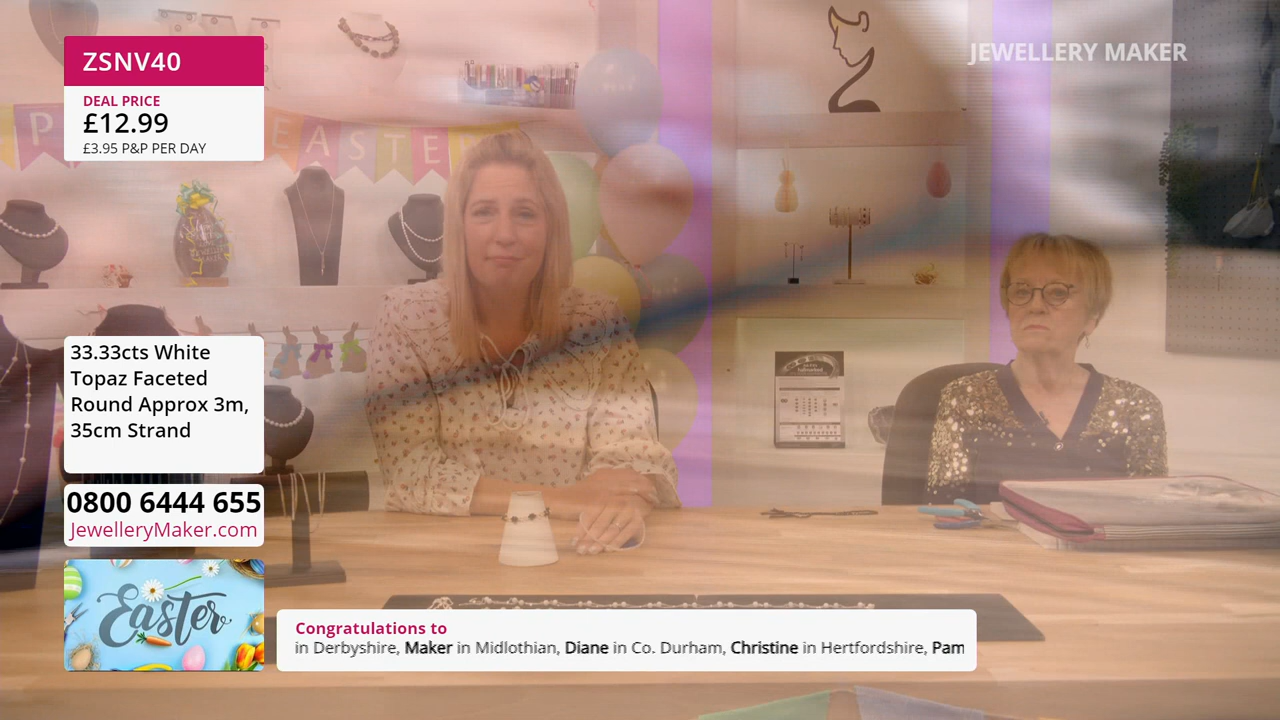 ZSNV40
DEAL PRICE
£12.99
£3.95 P&P PER DAY
JEWELLERY MAKER
P
EASTE
33.33cts White
Topaz Faceted
Round Approx 3m,
35cm Strand
0800 6444 655
JewelleryMaker.com
Easter
Congratulations to
in Derbyshire, Maker in Midlothian, Diane in Co. Durham, Christine in Hertfordshire, Pam